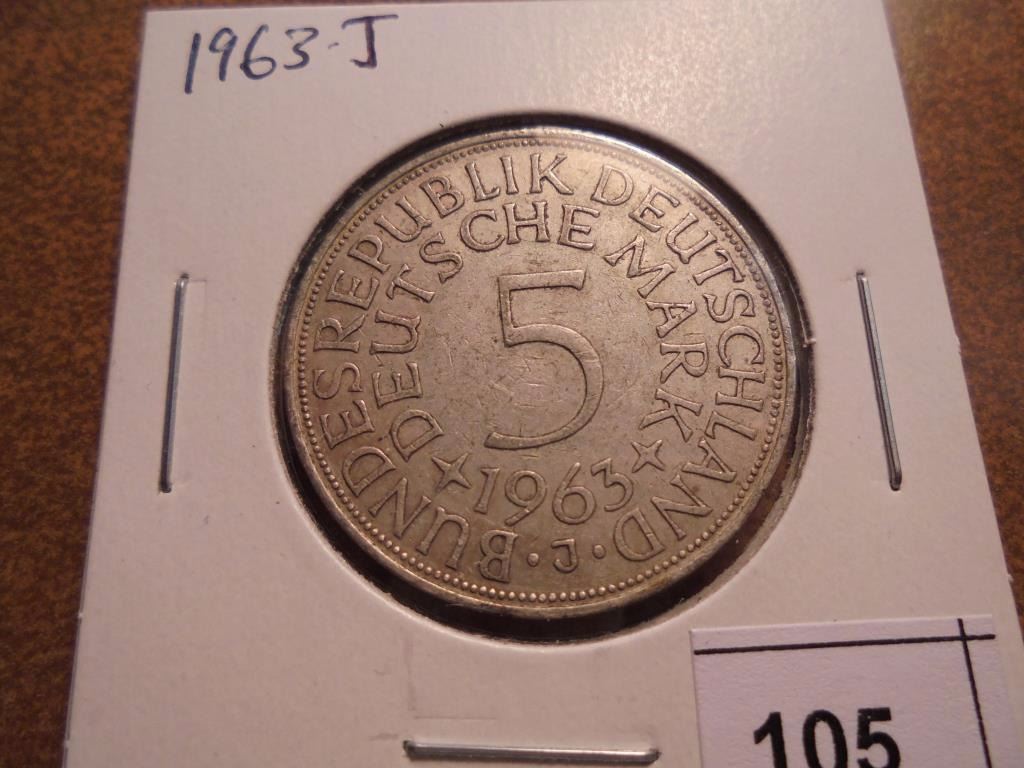 1963-J
BUNDESREPUBLIK DEUTSCHLAND
DEUTSCHE MARK
5
1963
· J ·
105